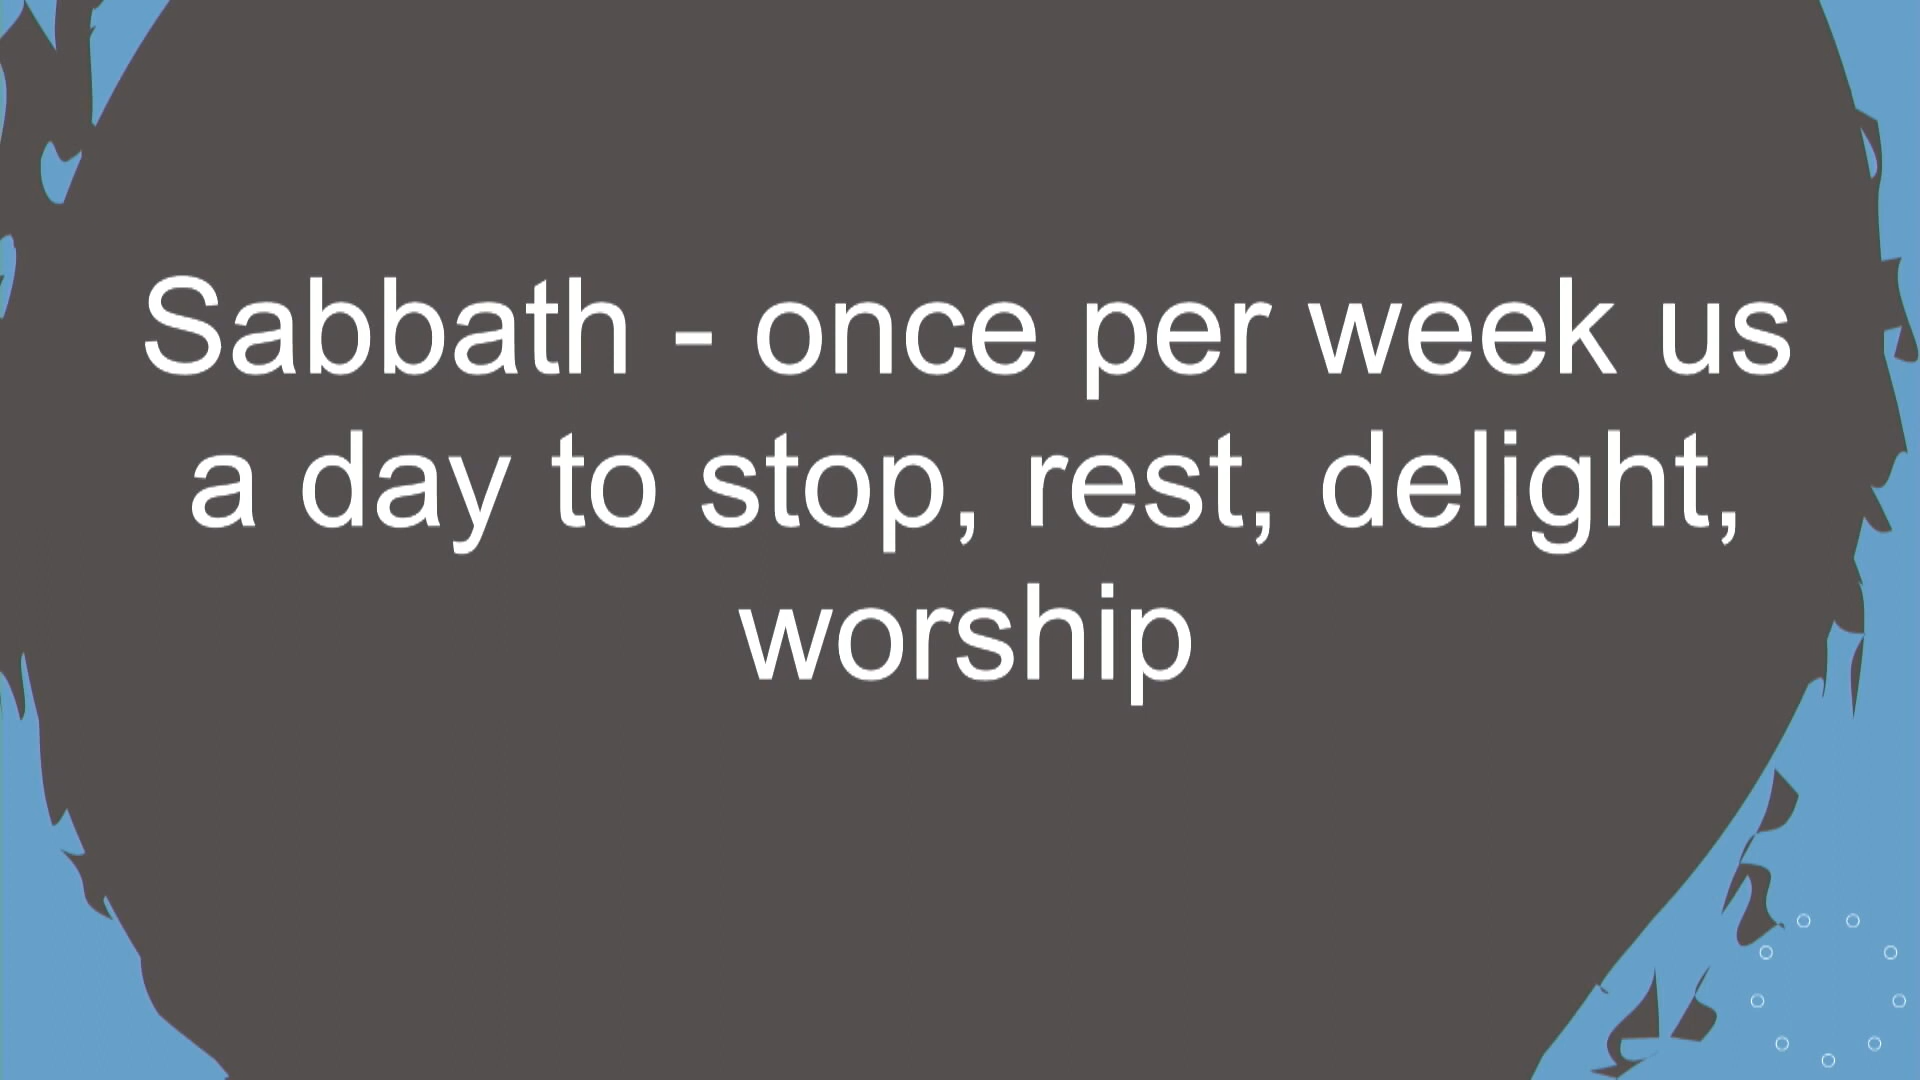 Sabbath - once per week us
a day to stop, rest, delight,
worship